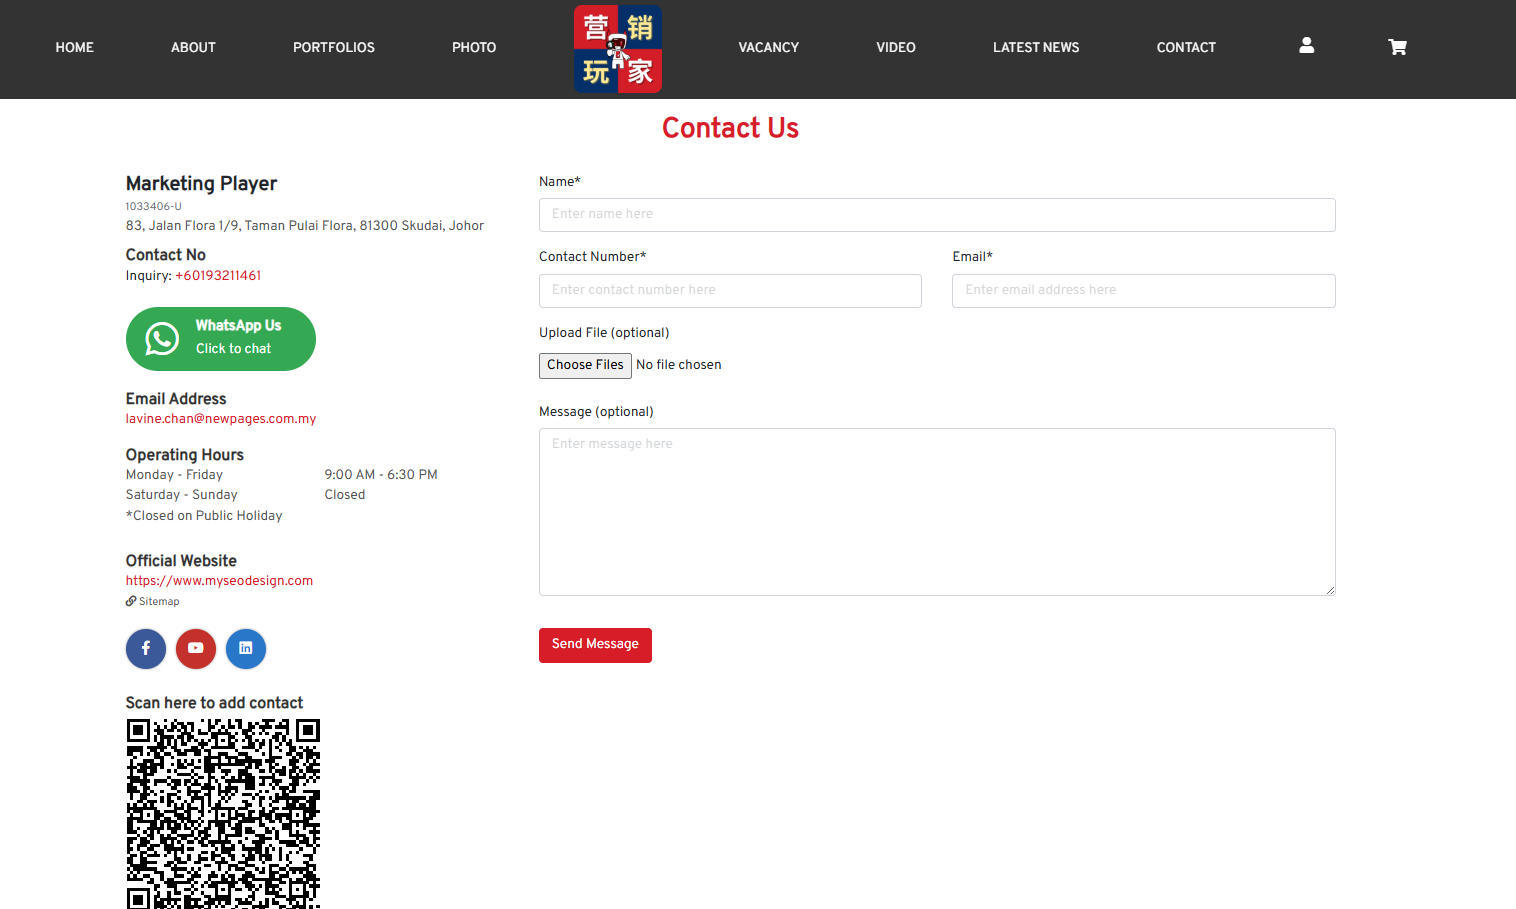 HOME
ABOUT
PORTFOLIOS
PHOTO
营销
玩家
VACANCY
VIDEO
LATEST NEWS
CONTACT
Contact Us
Marketing Player
1033406-U
83, Jalan Flora 1/9, Taman Pulai Flora, 81300 Skudai, Johor
Contact No
Inquiry: +60193211461
WhatsApp Us
Click to chat
Email Address
lavine.chan@newpages.com.my
Operating Hours
Monday - Friday 9:00 AM - 6:30 PM
Saturday - Sunday Closed
*Closed on Public Holiday
Official Website
https://www.myseodesign.com
Sitemap
Scan here to add contact
Name*
Enter name here
Contact Number*
Enter contact number here
Email*
Enter email address here
Upload File (optional)
Choose Files No file chosen
Message (optional)
Enter message here
Send Message